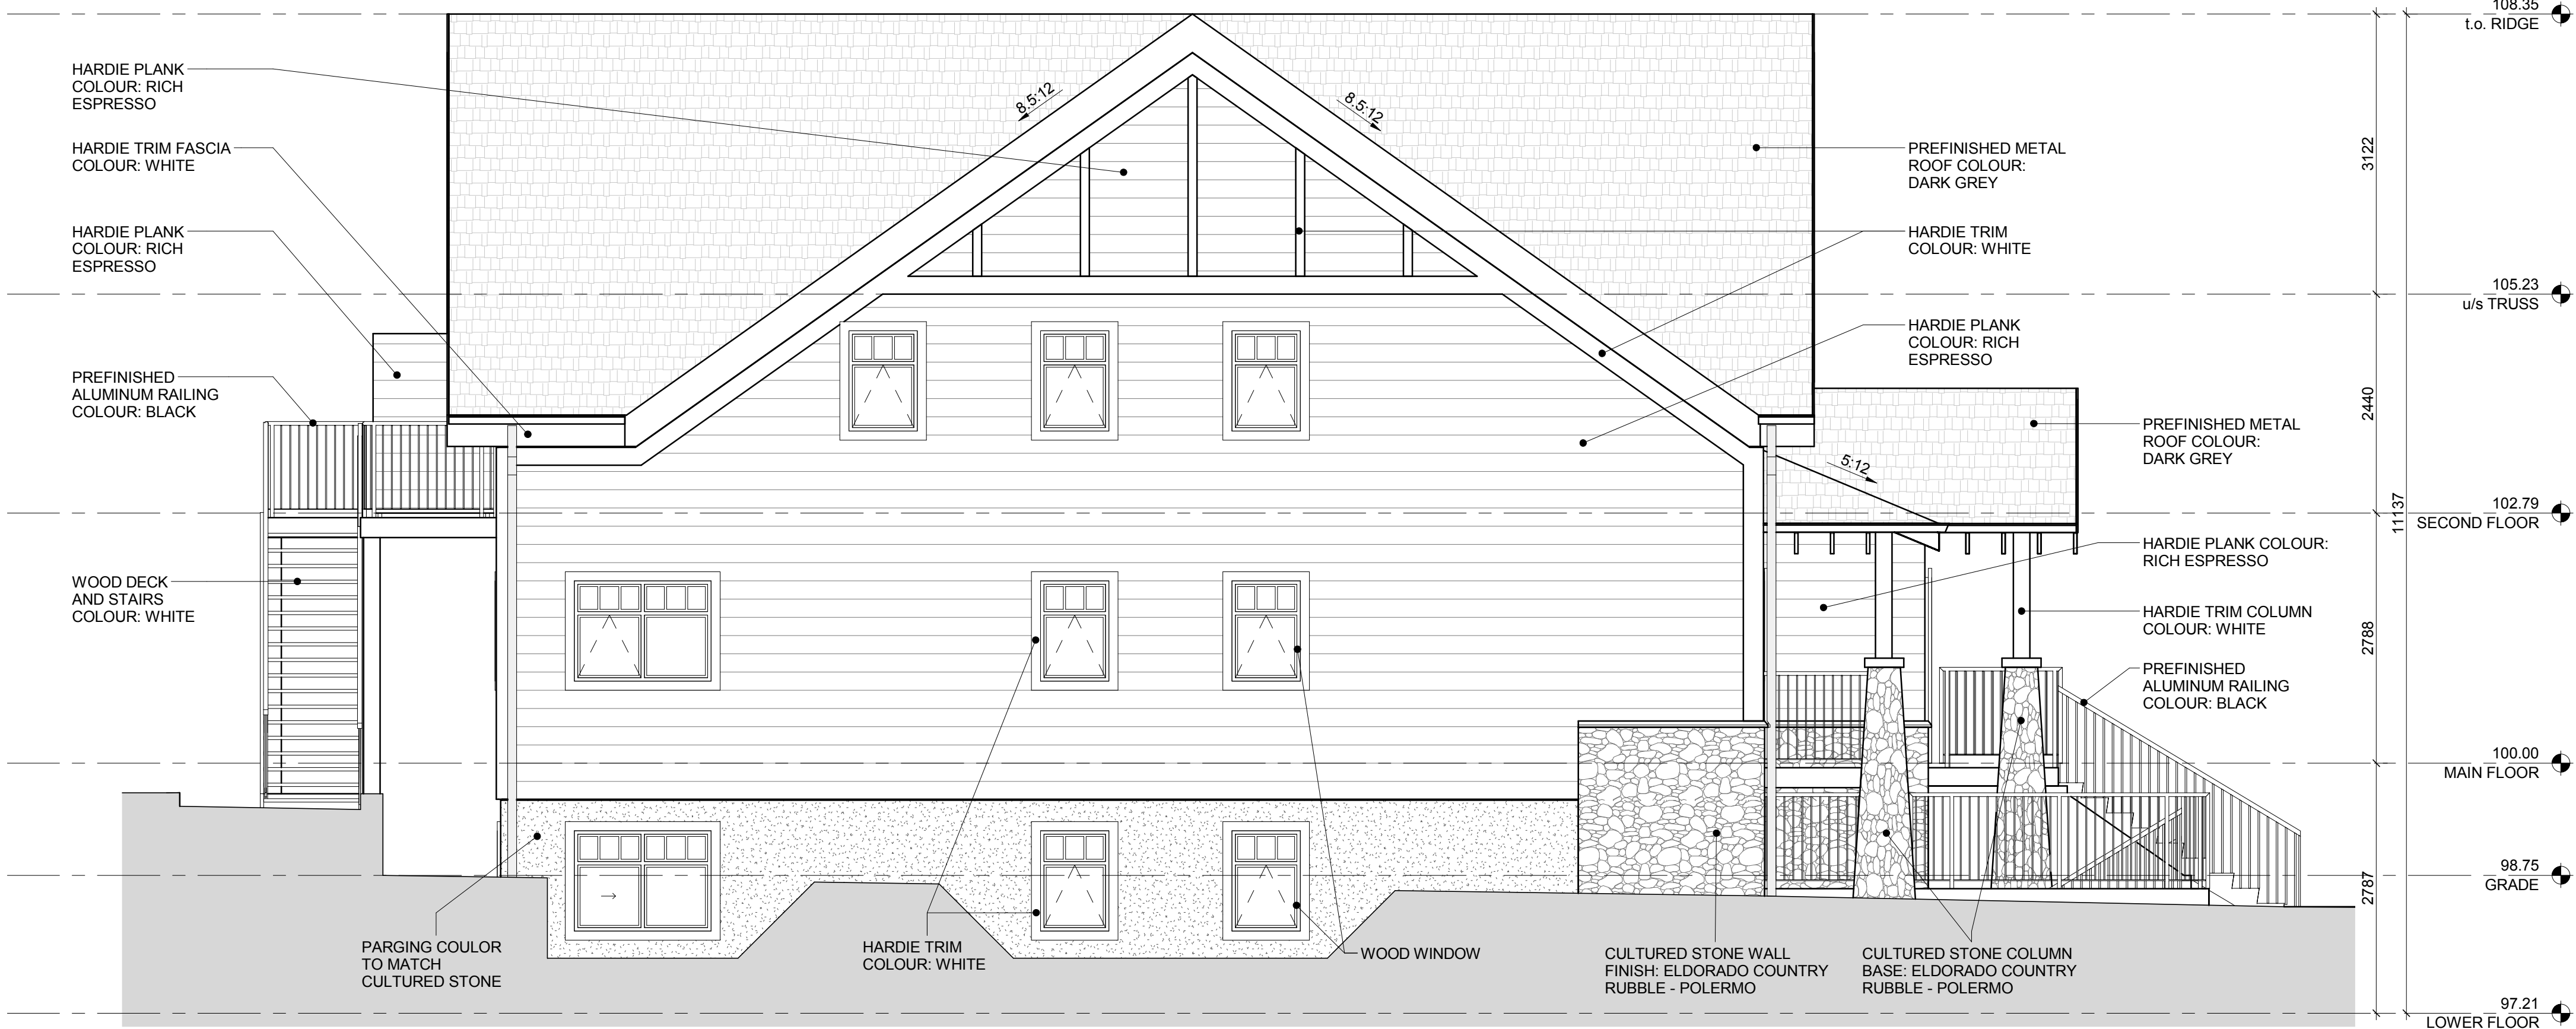 HARDIE PLANK
COLOUR: RICH
ESPRESSO
HARDIE TRIM FASCIA
COLOUR: WHITE
HARDIE PLANK
COLOUR: RICH
ESPRESSO
PREFINISHED
ALUMINUM RAILING
COLOUR: BLACK
WOOD DECK
AND STAIRS
COLOUR: WHITE
8.5:12
8.5:12
5:12
PREFINISHED METAL
ROOF COLOUR:
DARK GREY
HARDIE TRIM
COLOUR: WHITE
HARDIE PLANK
COLOUR: RICH
ESPRESSO
PREFINISHED METAL
ROOF COLOUR:
DARK GREY
HARDIE PLANK COLOUR:
RICH ESPRESSO
HARDIE TRIM COLUMN
COLOUR: WHITE
PREFINISHED
ALUMINUM RAILING
COLOUR: BLACK
PARGING COULOR
TO MATCH
CULTURED STONE
HARDIE TRIM
COLOUR: WHITE
WOOD WINDOW
CULTURED STONE WALL
FINISH: ELDORADO COUNTRY
RUBBLE - POLERMO
CULTURED STONE COLUMN
BASE: ELDORADO COUNTRY
RUBBLE - POLERMO
3122
2440
2788
2787
11137
108.35
t.o. RIDGE
105.23
u/s TRUSS
102.79
SECOND FLOOR
100.00
MAIN FLOOR
98.75
GRADE
97.21
LOWER FLOOR